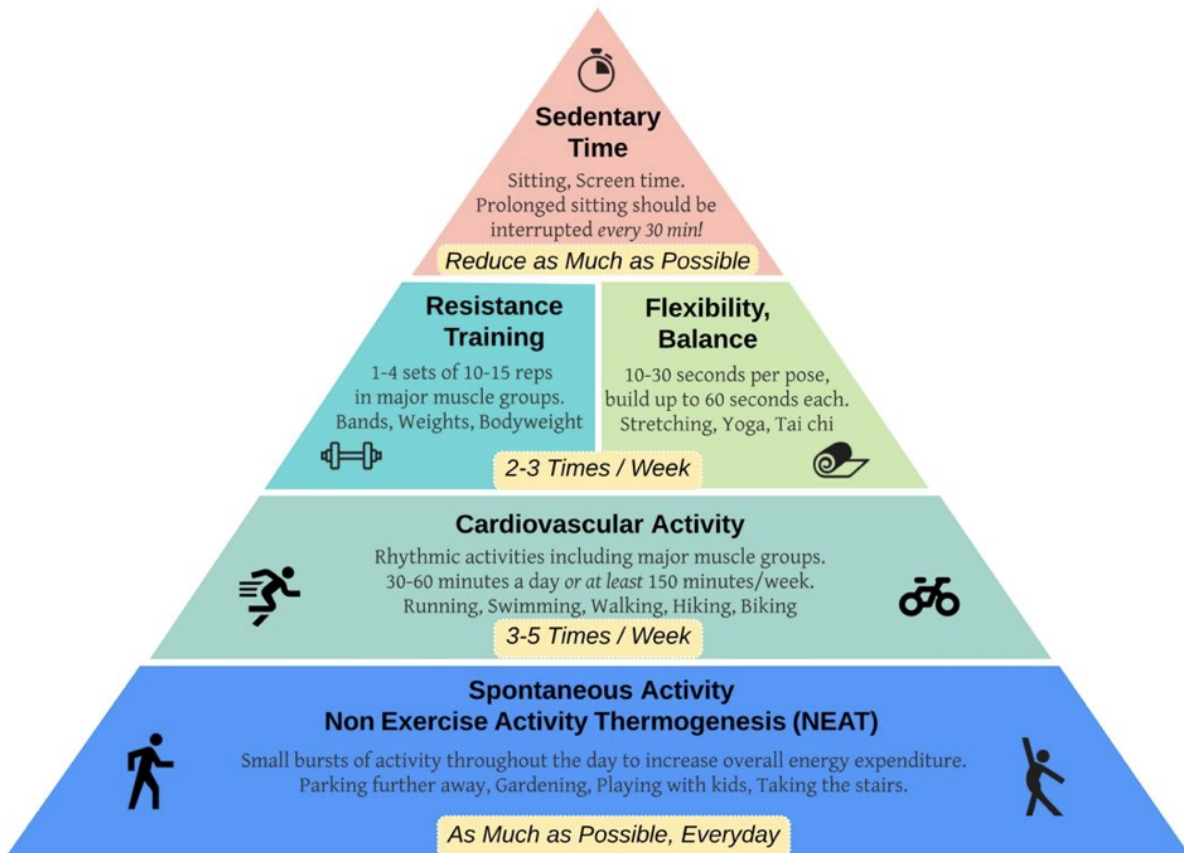 Sedentary
Time
Sitting, Screen time.
Prolonged sitting should be
interrupted every 30 min!
Reduce as Much as Possible
Resistance
Training
1-4 sets of 10-15 reps
in major muscle groups.
Bands, Weights, Bodyweight
Flexibility,
Balance
10-30 seconds per pose,
build up to 60 seconds each.
Stretching, Yoga, Tai chi
2-3 Times / Week
Cardiovascular Activity
Rhythmic activities including major muscle groups.
30-60 minutes a day or at least 150 minutes/week.
Running, Swimming, Walking, Hiking, Biking
3-5 Times / Week
Spontaneous Activity
Non Exercise Activity Thermogenesis (NEAT)
Small bursts of activity throughout the day to increase overall energy expenditure.
Parking further away, Gardening, Playing with kids, Taking the stairs.
As Much as Possible, Everyday